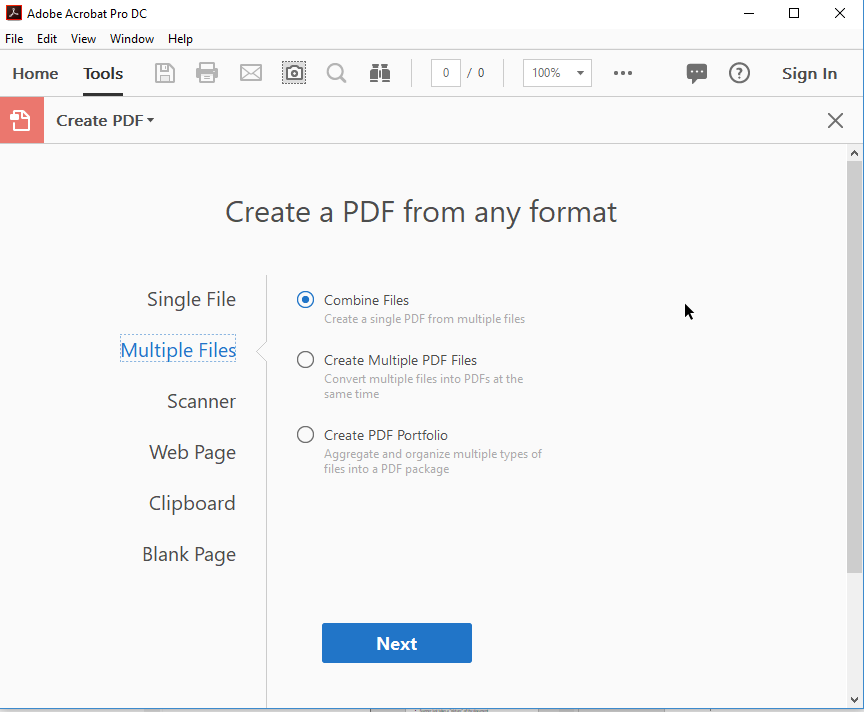 Adobe Acrobat Pro DC
File Edit View Window Help
Home Tools 0 / 0 100% Sign In
Create PDF
Create a PDF from any format
Single File
Multiple Files
Scanner
Web Page
Clipboard
Blank Page
Combine Files
Create a single PDF from multiple files
Create Multiple PDF Files
Convert multiple files into PDFs at the
same time
Create PDF Portfolio
Aggregate and organize multiple types of
files into a PDF package
Next